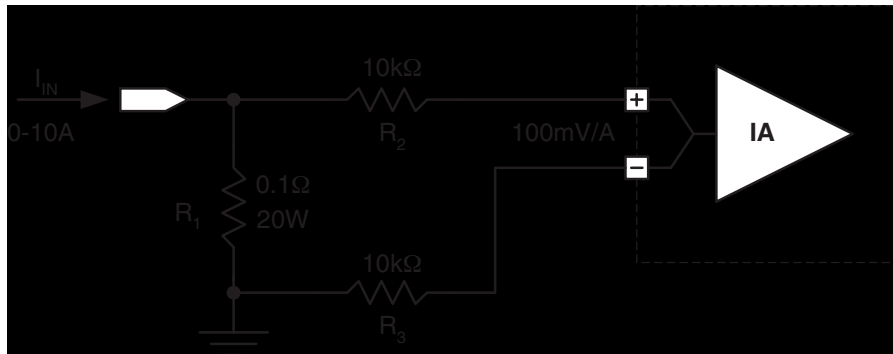 I_IN
0-10A
10kΩ
R_2
100mV/A
+
−
IA
R_1
0.1Ω
20W
10kΩ
R_3